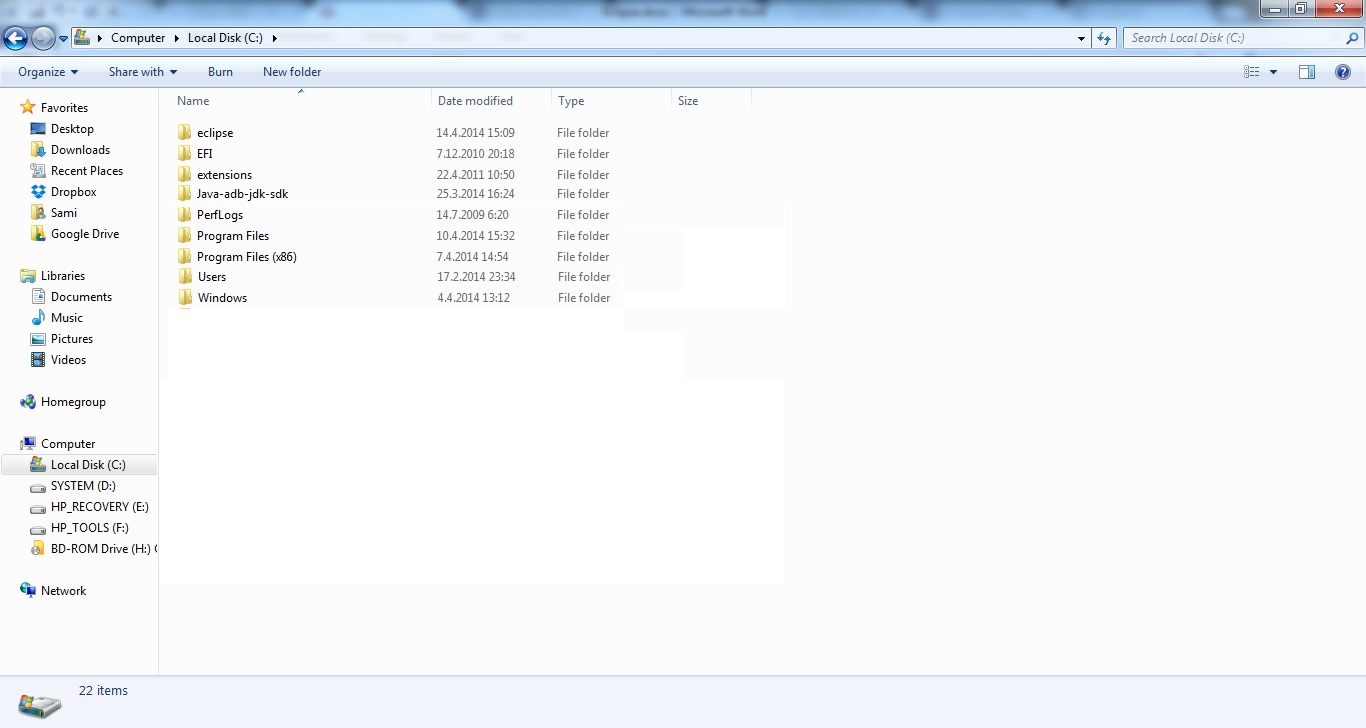 Computer Local Disk (C:)
Search Local Disk (C:)
Organize Share with Burn New folder
Name Date modified Type Size
Favorites
Desktop
Downloads
Recent Places
Dropbox
Sami
Google Drive
Libraries
Documents
Music
Pictures
Videos
Homegroup
Computer
Local Disk (C:)
SYSTEM (D:)
HP_RECOVERY (E:)
HP_TOOLS (F:)
BD-ROM Drive (H:)
Network
eclipse 14.4.2014 15:09 File folder
EFI 7.12.2010 20:18 File folder
extensions 22.4.2011 10:50 File folder
Java-adb-jdk-sdk 25.3.2014 16:24 File folder
PerfLogs 14.7.2009 6:20 File folder
Program Files 10.4.2014 15:32 File folder
Program Files (x86) 7.4.2014 14:54 File folder
Users 17.2.2014 23:34 File folder
Windows 4.4.2014 13:12 File folder
22 items